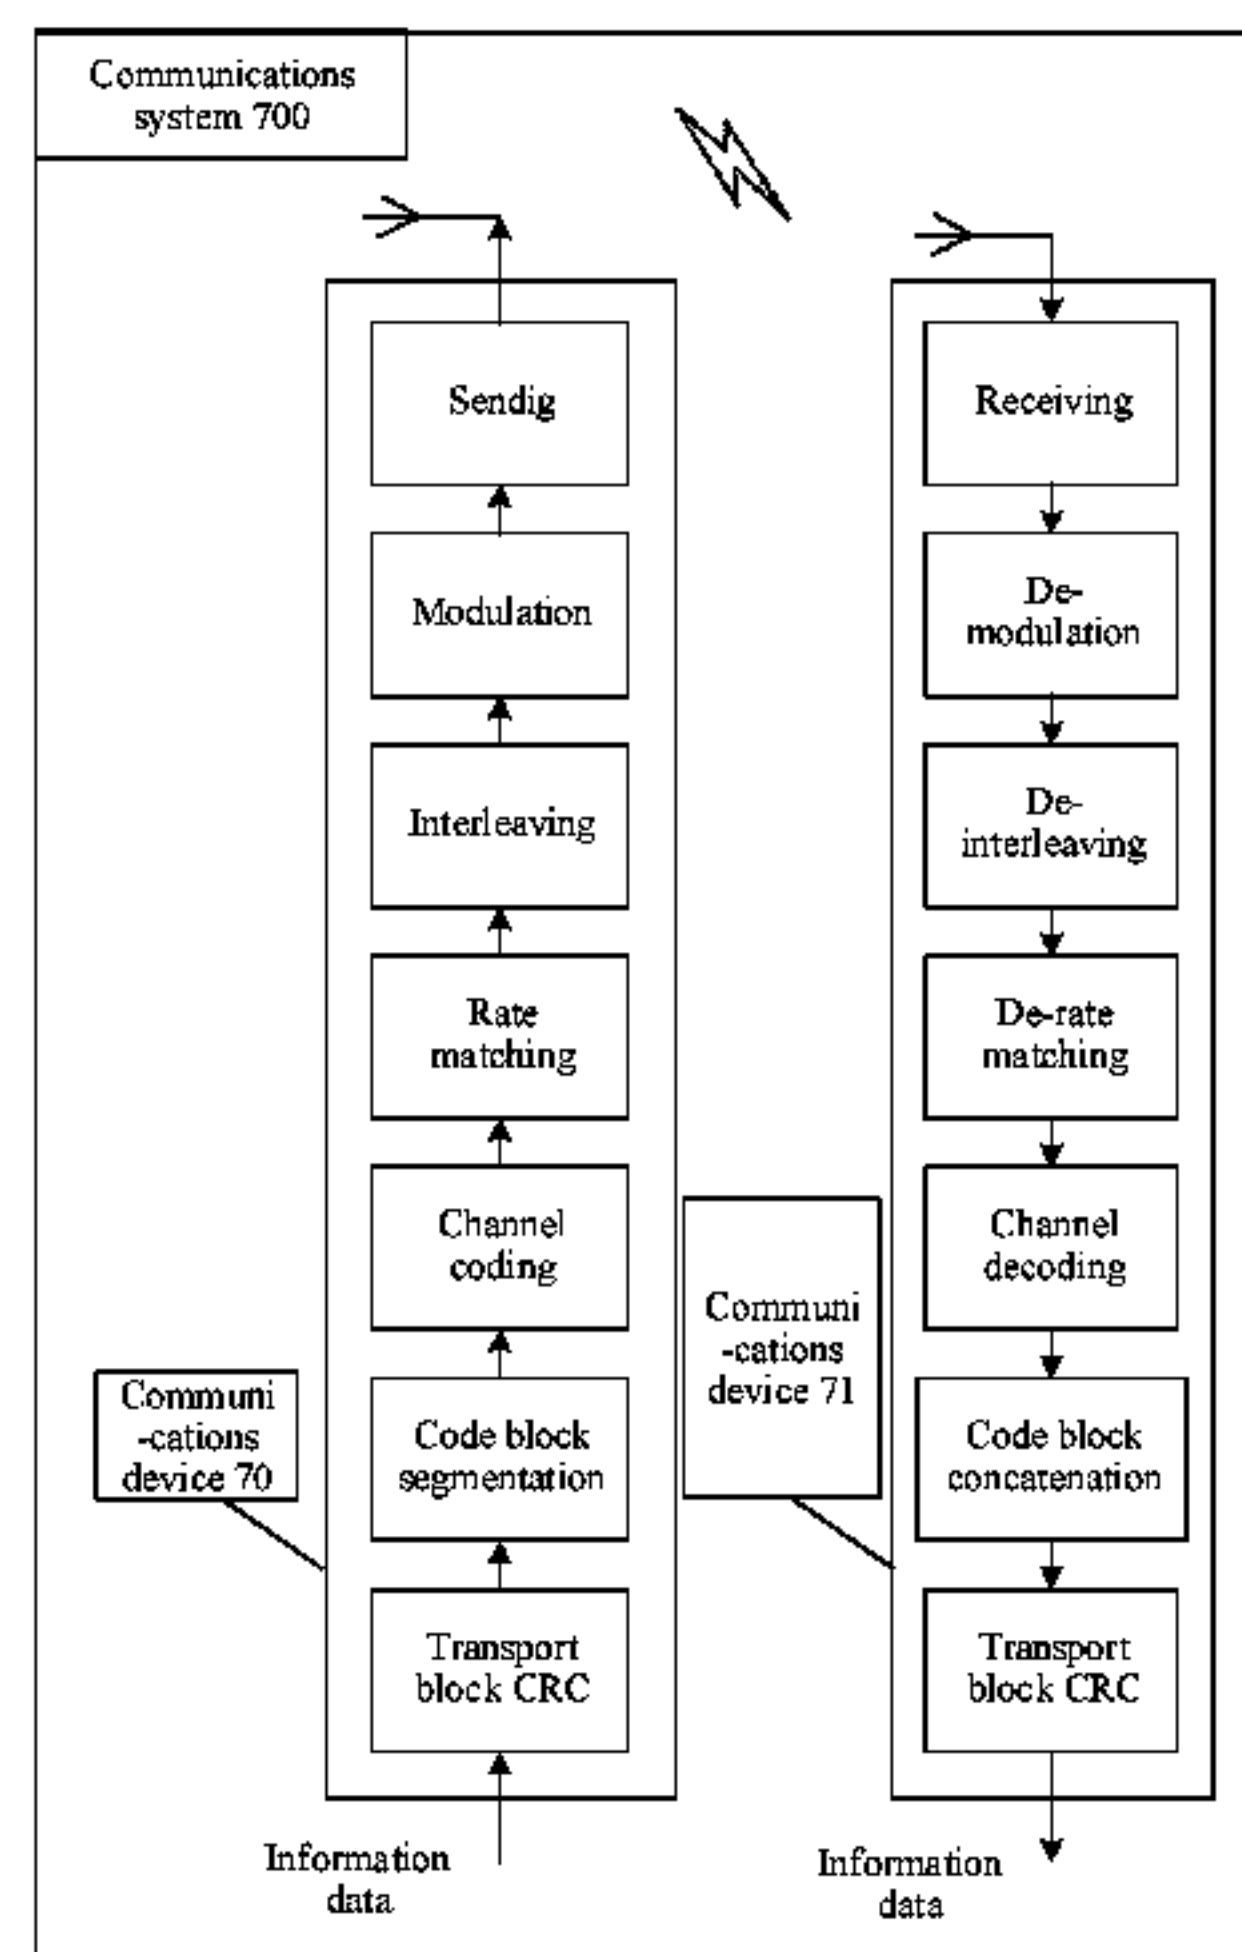 Communications
system 700
Sendig
Modulation
Interleaving
Rate
matching
Channel
coding
Code block
segmentation
Transport
block CRC
Information
data
Communi
-cations
device 70
Receiving
De-
modulation
De-
interleaving
De-rate
matching
Channel
decoding
Code block
concatenation
Transport
block CRC
Information
data
Communi
-cations
device 71